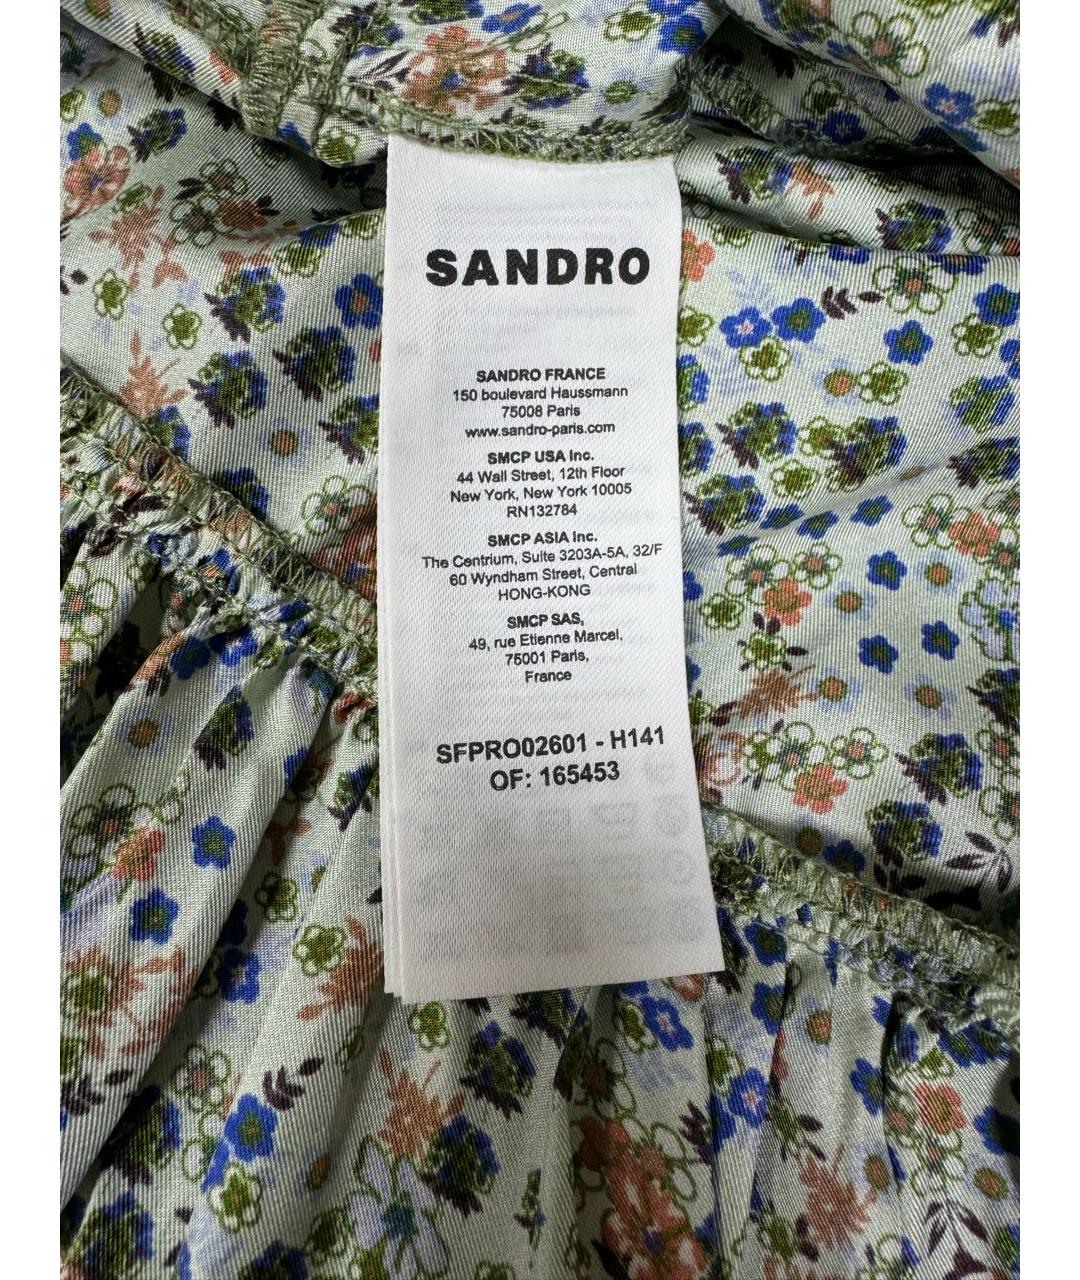 SANDRO
SANDRO FRANCE
150 boulevard Haussmann
75008 Paris
www.sandro-paris.com
SMCP USA Inc.
44 Wall Street, 12th Floor
New York, New York 10005
RN132784
SMCP ASIA Inc.
The Centrium, Suite 3203A-5A, 32/F
60 Wyndham Street, Central
HONG-KONG
SMCP SAS,
49, rue Etienne Marcel,
75001 Paris,
France
SFPRO02601 - H141
OF: 165453